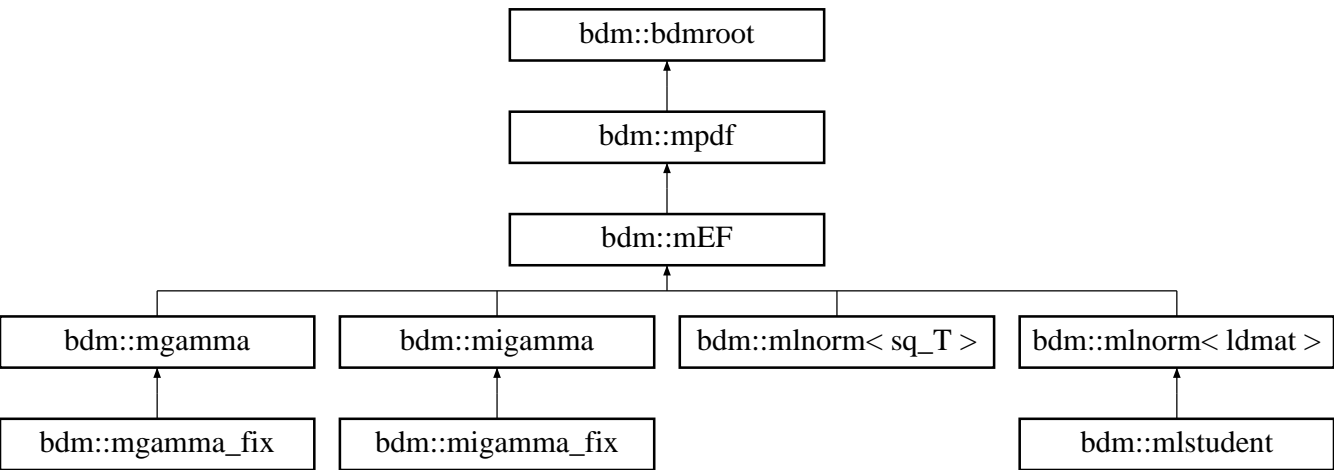 bdm::bdmroot
bdm::mpdf
bdm::mEF
bdm::mgamma
bdm::migamma
bdm::mlnorm< sq_T >
bdm::mlnorm< ldmat >
bdm::mgamma_fix
bdm::migamma_fix
bdm::mlstudent